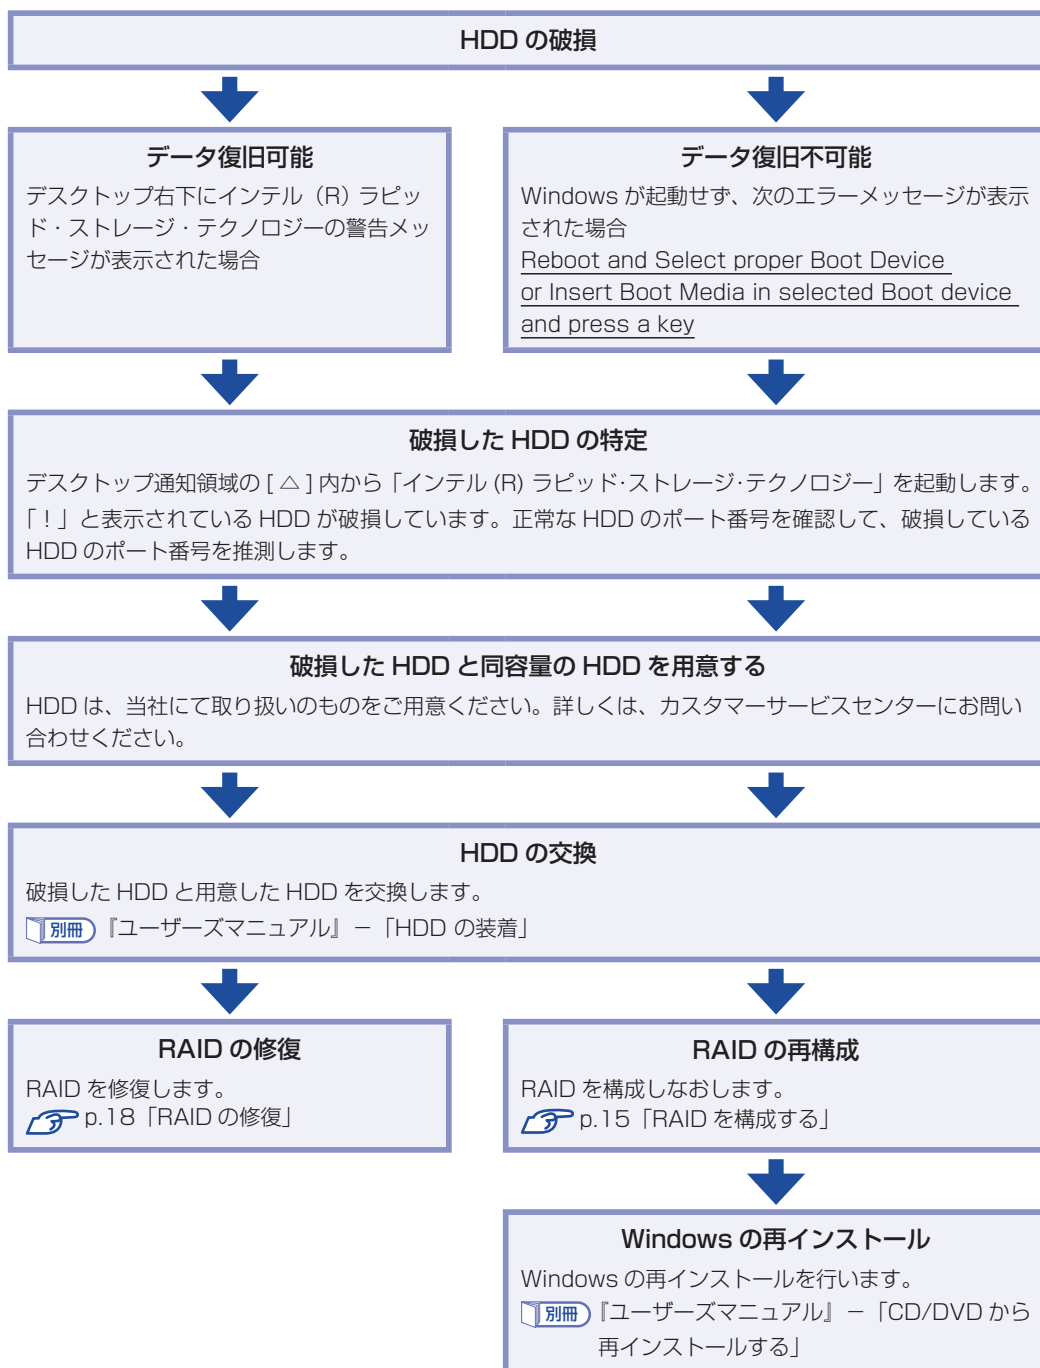 HDD の破損
データ復旧可能
デスクトップ右下にインテル（R）ラピッ
ド・ストレージ・テクノロジーの警告メッ
セージが表示された場合
データ復旧不可能
Windows が起動せず、次のエラーメッセージが表示
された場合
Reboot and Select proper Boot Device
or Insert Boot Media in selected Boot device
and press a key
破損した HDD の特定
デスクトップ通知領域の [ △ ] 内から「インテル (R) ラピッド・ストレージ・テクノロジー」を起動します。
「！」と表示されている HDD が破損しています。正常な HDD のポート番号を確認して、破損している
HDD のポート番号を推測します。
破損した HDD と同容量の HDD を用意する
HDD は、当社にて取り扱いのものをご用意ください。詳しくは、カスタマーサービスセンターにお問い
合わせください。
HDD の交換
破損した HDD と用意した HDD を交換します。
別冊 『ユーザーズマニュアル』－「HDD の装着」
RAID の修復
RAID を修復します。
p.18「RAID の修復」
RAID の再構成
RAID を構成しなおします。
p.15「RAID を構成する」
Windows の再インストール
Windows の再インストールを行います。
別冊 『ユーザーズマニュアル』－「CD/DVD から
再インストールする」